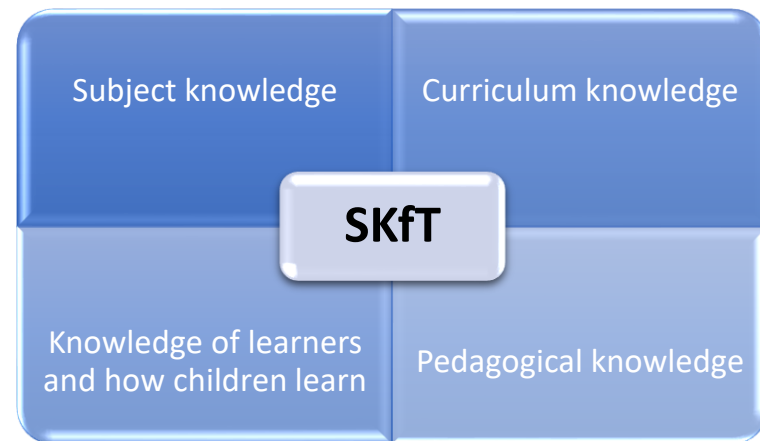 Subject knowledge
Curriculum knowledge
SKfT
Knowledge of learners
and how children learn
Pedagogical knowledge